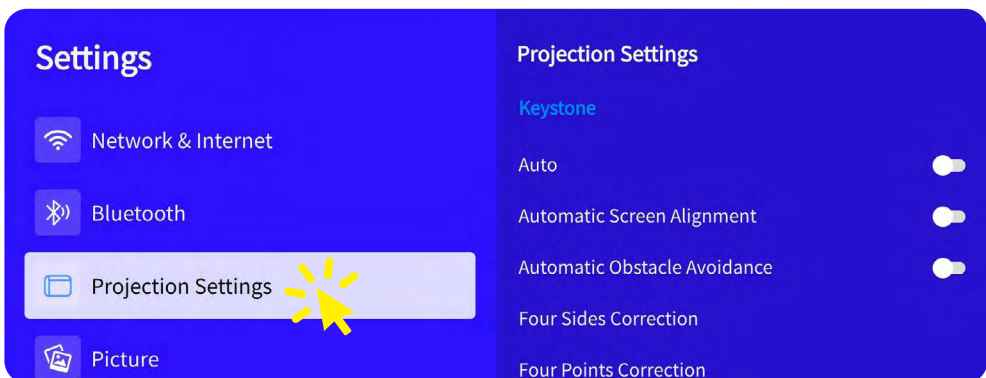 Settings
Network & Internet
Bluetooth
Projection Settings
Picture
Projection Settings
Keystone
Auto
Automatic Screen Alignment
Automatic Obstacle Avoidance
Four Sides Correction
Four Points Correction